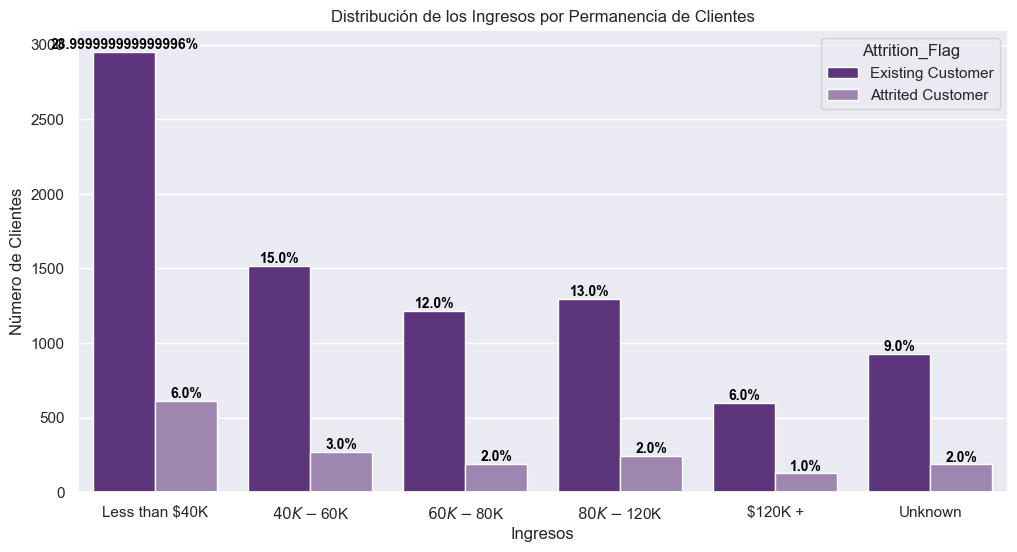 Distribución de los Ingresos por Permanencia de Clientes
Attrition_Flag
Existing Customer
Attrited Customer
Número de Clientes
3000
2500
2000
1500
1000
500
0
28.999999999999996%
6.0%
15.0%
3.0%
12.0%
2.0%
13.0%
2.0%
6.0%
1.0%
9.0%
2.0%
Less than $40K
40K − 60K
60K − 80K
80K − 120K
$120K +
Unknown
Ingresos